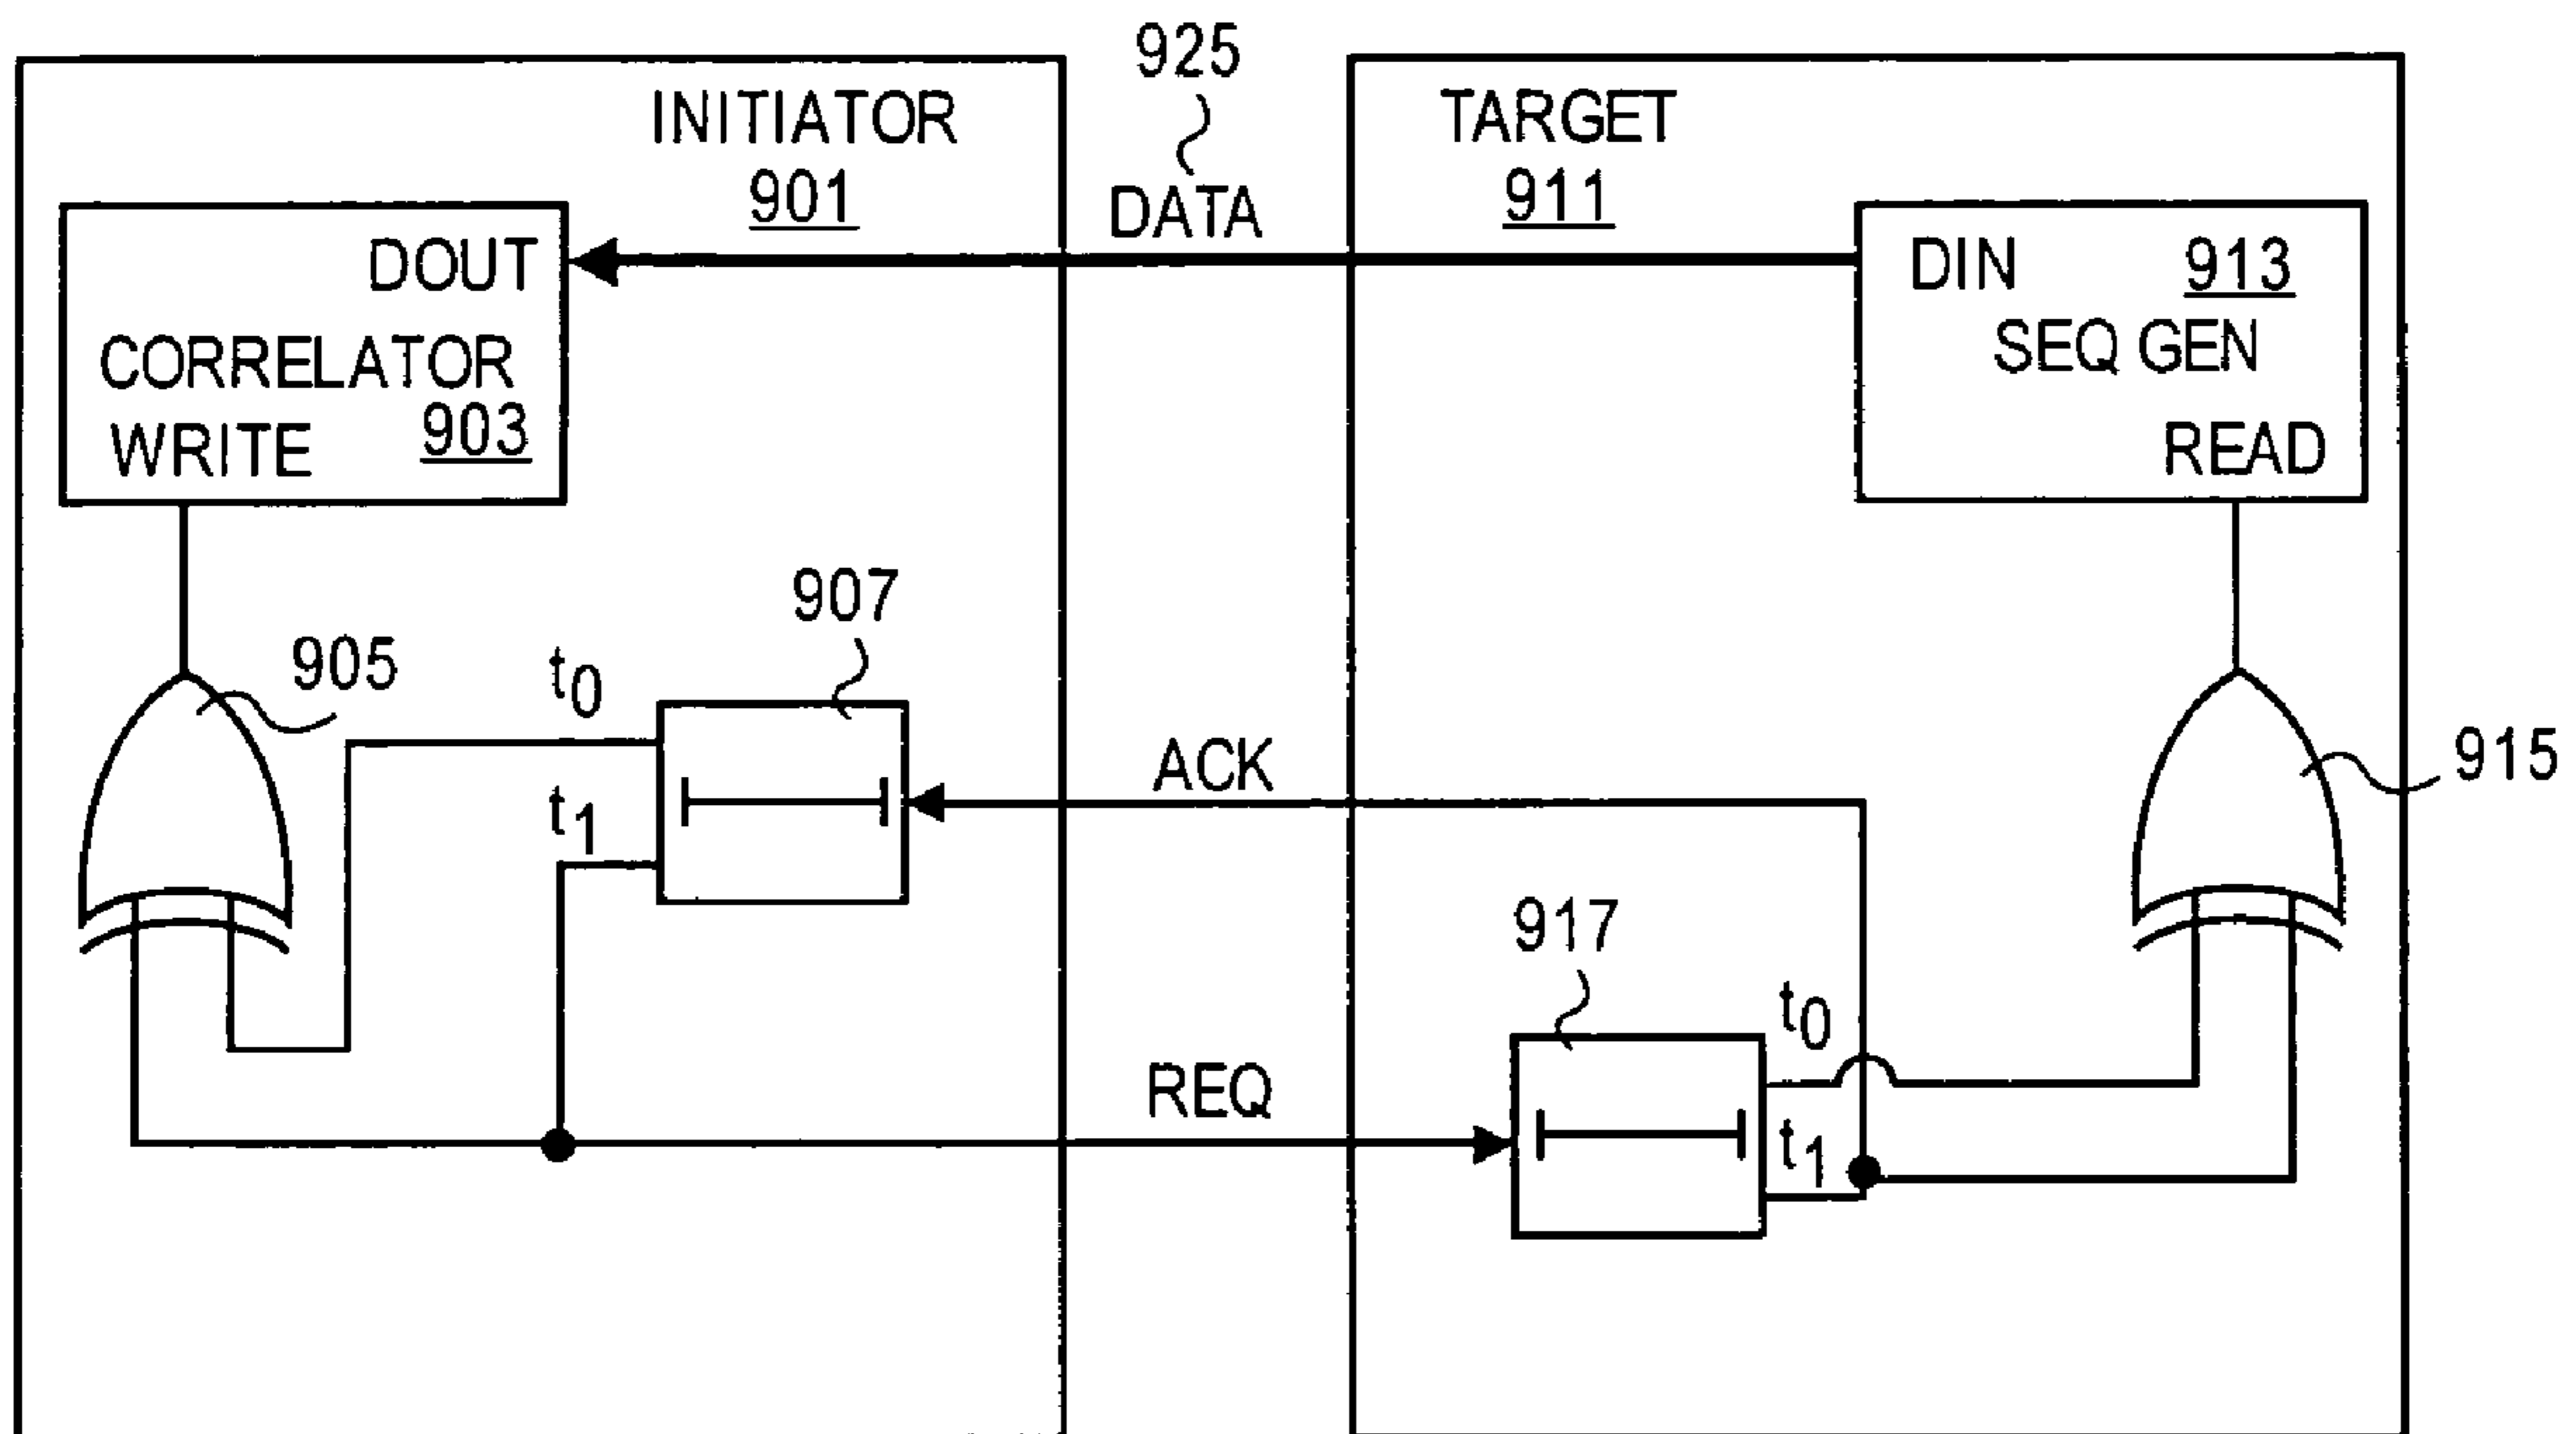 925
INITIATOR
901
DATA
TARGET
911
DOUT
CORRELATOR
WRITE
903
DIN
913
SEQ GEN
READ
905
907
t0
t1
ACK
915
917
t0
t1
REQ